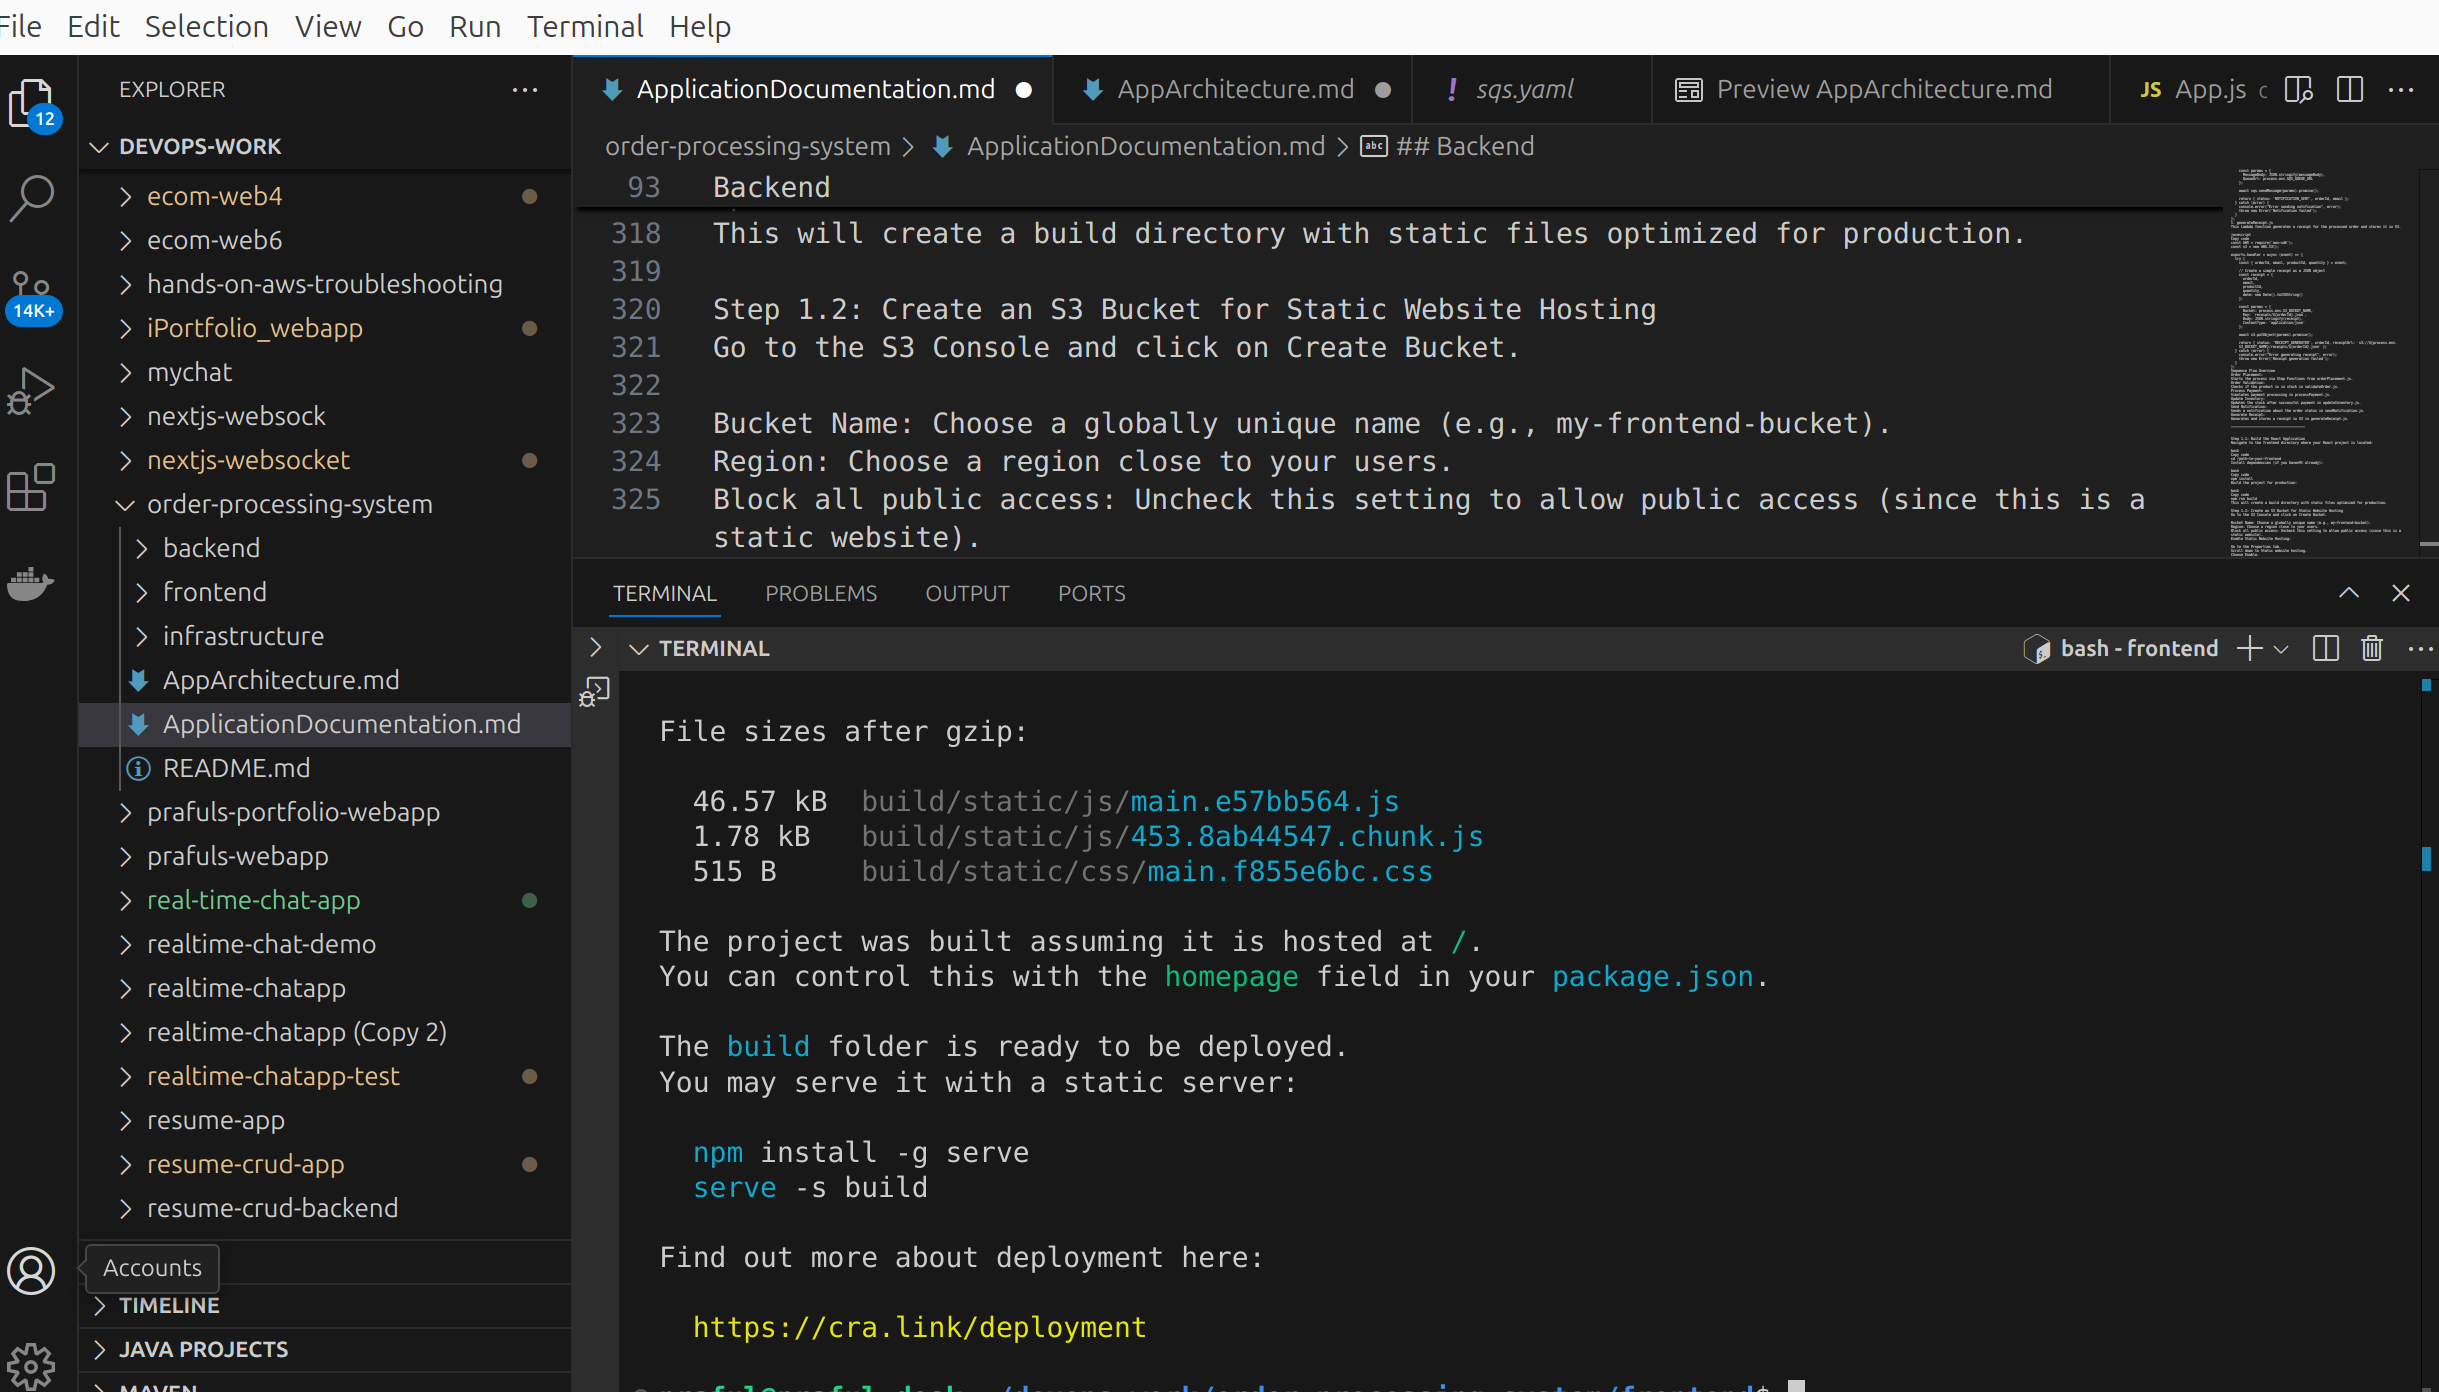 File Edit Selection View Go Run Terminal Help
EXPLORER
DEVOPS-WORK
ecom-web4
ecom-web6
hands-on-aws-troubleshooting
iPortfolio_webapp
mychat
nextjs-websock
nextjs-websocket
order-processing-system
backend
frontend
infrastructure
AppArchitecture.md
ApplicationDocumentation.md
README.md
prafuls-portfolio-webapp
prafuls-webapp
real-time-chat-app
realtime-chat-demo
realtime-chatapp
realtime-chatapp (Copy 2)
realtime-chatapp-test
resume-app
resume-crud-app
resume-crud-backend
Accounts
TIMELINE
JAVA PROJECTS
MAVEN
12
14K+
ApplicationDocumentation.md AppArchitecture.md ! sqs.yaml Preview AppArchitecture.md JS App.js
order-processing-system > ApplicationDocumentation.md > abc ## Backend
93 Backend
318 This will create a build directory with static files optimized for production.
319
320 Step 1.2: Create an S3 Bucket for Static Website Hosting
321 Go to the S3 Console and click on Create Bucket.
322
323 Bucket Name: Choose a globally unique name (e.g., my-frontend-bucket).
324 Region: Choose a region close to your users.
325 Block all public access: Uncheck this setting to allow public access (since this is a
static website).
TERMINAL PROBLEMS OUTPUT PORTS
TERMINAL
bash - frontend
File sizes after gzip:
46.57 kB build/static/js/main.e57bb564.js
1.78 kB build/static/js/453.8ab44547.chunk.js
515 B build/static/css/main.f855e6bc.css
The project was built assuming it is hosted at /.
You can control this with the homepage field in your package.json.
The build folder is ready to be deployed.
You may serve it with a static server:
npm install -g serve
serve -s build
Find out more about deployment here:
https://cra.link/deployment